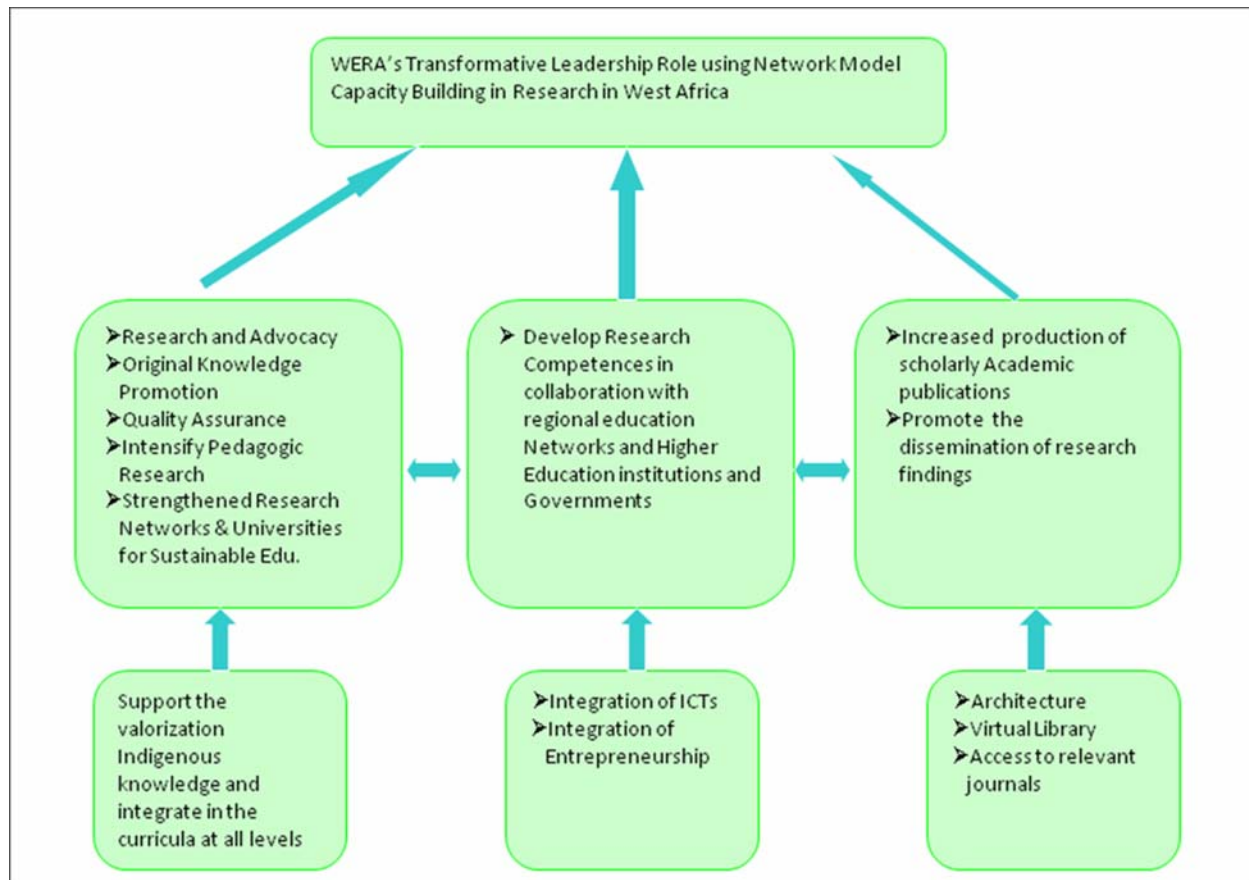 WERA's Transformative Leadership Role using Network Model
Capacity Building in Research in West Africa
➢Research and Advocacy
➢Original Knowledge
Promotion
➢Quality Assurance
➢Intensify Pedagogic
Research
➢Strengthened Research
Networks & Universities
for Sustainable Edu.
➢ Develop Research
Competences in
collaboration with
regional education
Networks and Higher
Education institutions and
Governments
➢Increased production of
scholarly Academic
publications
➢Promote the
dissemination of research
findings
Support the
valorization
Indigenous
knowledge and
integrate in the
curricula at all levels
➢Integration of ICTs
➢Integration of
Entrepreneurship
➢Architecture
➢Virtual Library
➢Access to relevant
journals